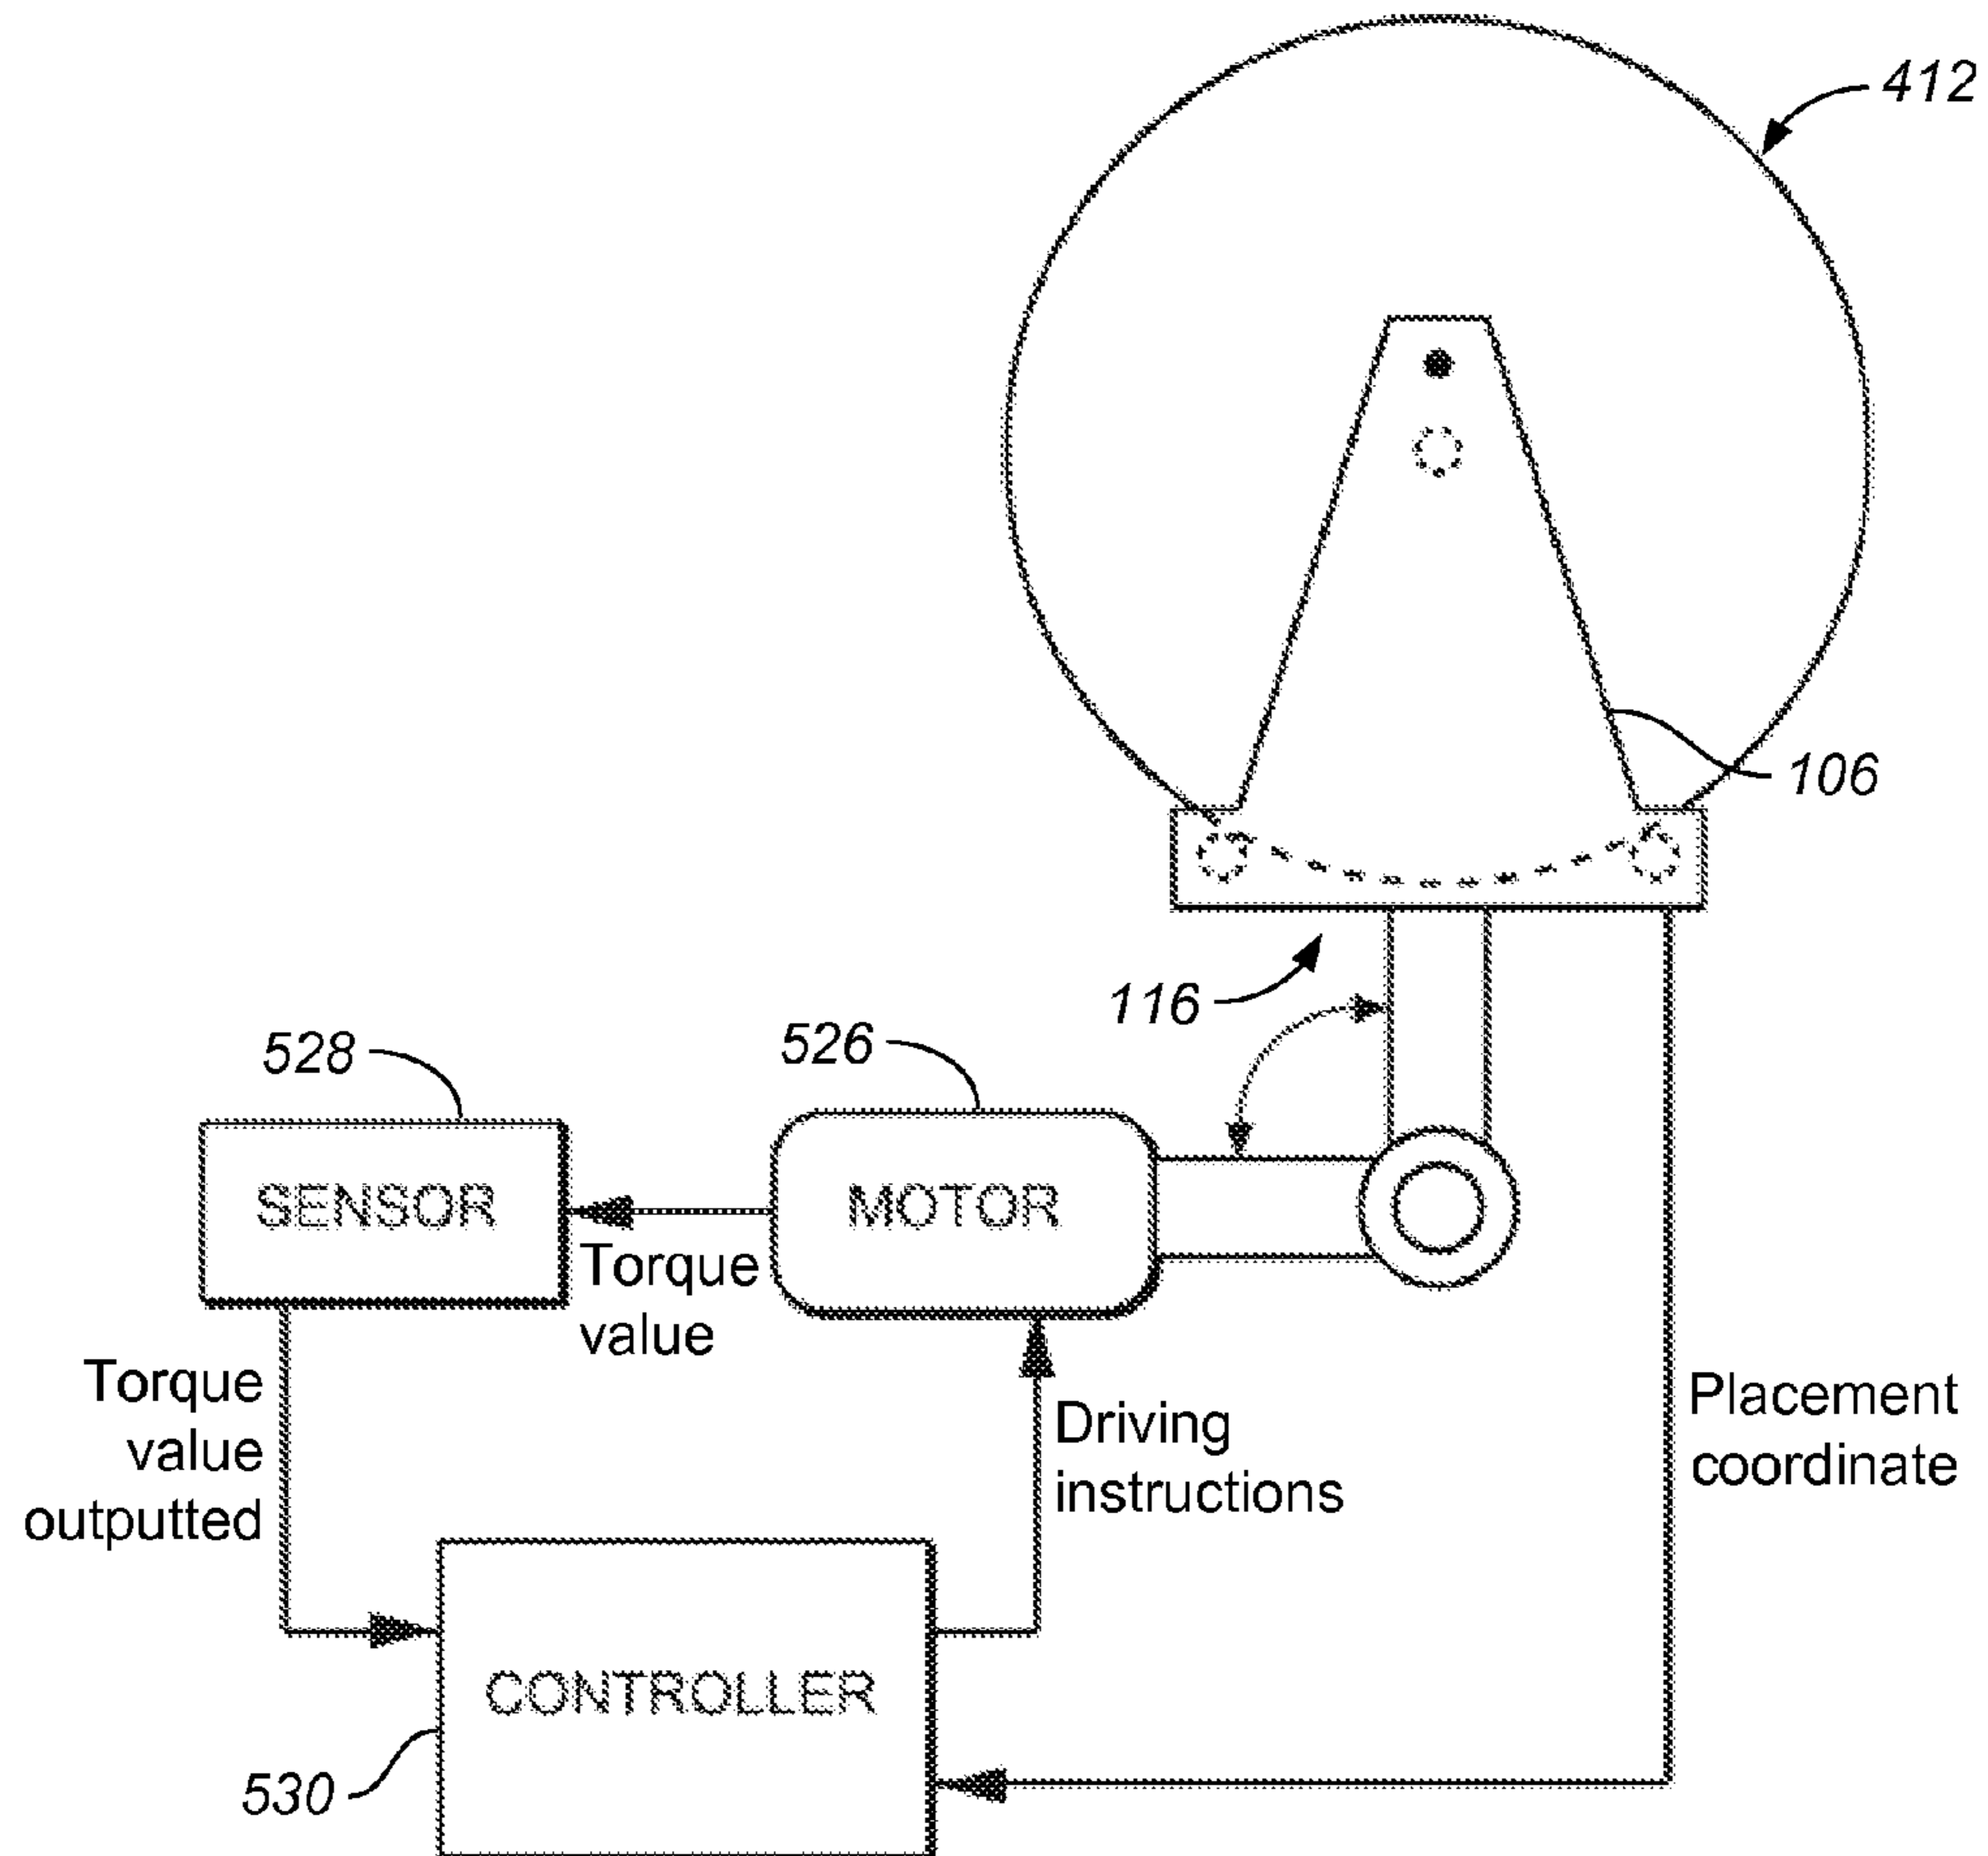 412
106
116
528
526
SENSOR
MOTOR
Torque
value
Torque
value
outputted
Driving
instructions
Placement
coordinate
CONTROLLER
530